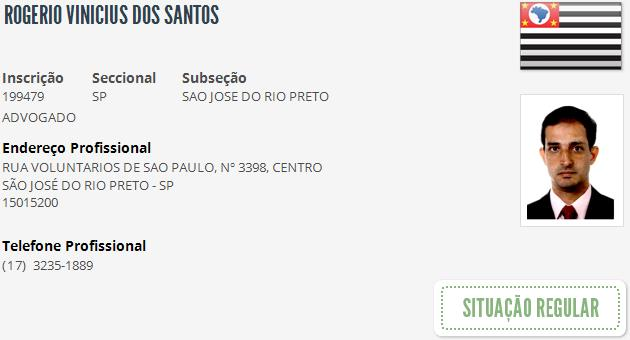 ROGERIO VINICIUS DOS SANTOS
Inscrição Seccional Subseção
199479 SP SAO JOSE DO RIO PRETO
ADVOGADO
Endereço Profissional
RUA VOLUNTARIOS DE SAO PAULO, Nº 3398, CENTRO
SÃO JOSÉ DO RIO PRETO - SP
15015200
Telefone Profissional
(17) 3235-1889
SITUAÇÃO REGULAR